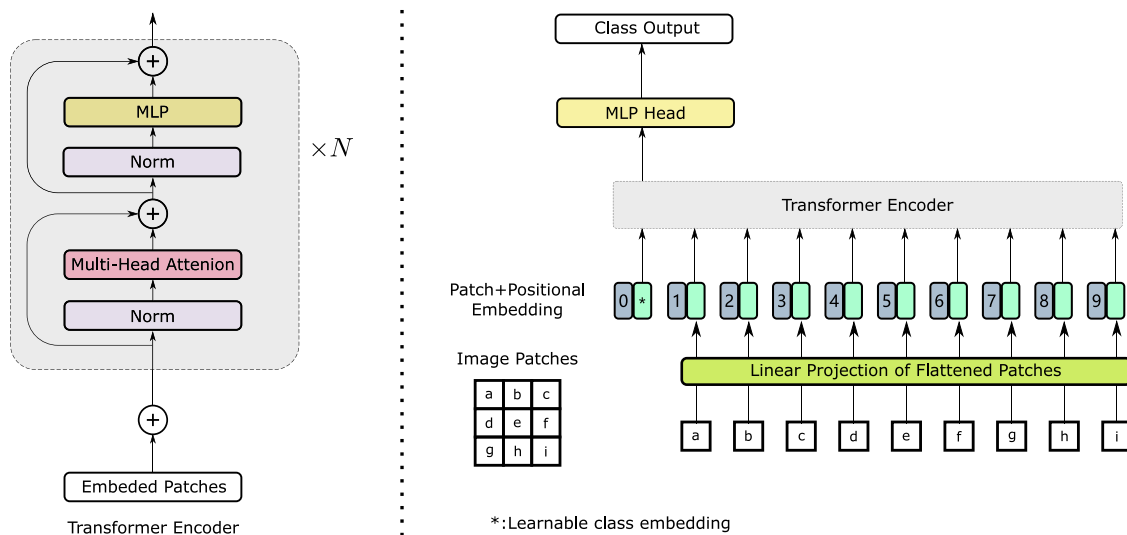 MLP
Norm
×N
Multi-Head Attenion
Norm
Embeded Patches
Transformer Encoder
Class Output
MLP Head
Transformer Encoder
Patch+Positional
Embedding
0 * 1 2 3 4 5 6 7 8 9
Linear Projection of Flattened Patches
Image Patches
a b c
d e f
g h i
a b c d e f g h i
*:Learnable class embedding